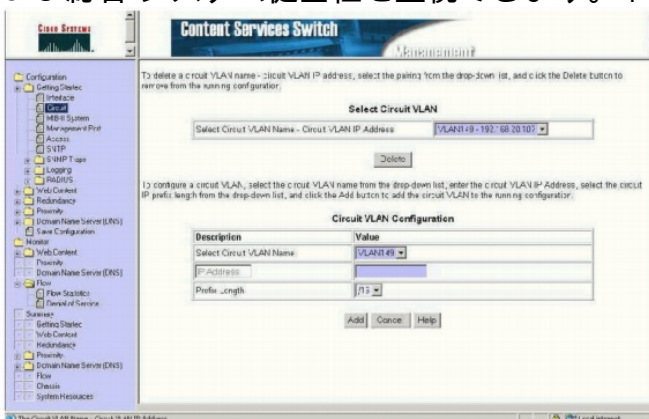 CISCO SYSTEMS
Content Services Switch
Management
Configuration
Getting Started
Interface
Circuit
MIB-II System
Management Port
Access
SNTP
SNMP Traps
Logging
RADIUS
Web Content
Redundancy
Proximity
Domain Name Server (DNS)
Save Configuration
Monitor
Web Content
Proximity
Domain Name Server (DNS)
Flow
Flow Statistics
Denial of Service
Summary
Getting Started
Web Content
Redundancy
Proximity
Domain Name Server (DNS)
Flow
Chassis
System Resources
To delete a circuit VLAN name - circuit VLAN IP address, select the pairing from the drop-down list, and click the Delete button to
remove from the running configuration.
Select Circuit VLAN
Select Circuit VLAN Name - Circuit VLAN IP Address
VLAN149 - 192.168.20.107
Delete
To configure a circuit VLAN, select the circuit VLAN name from the drop-down list, enter the circuit VLAN IP Address, select the circuit
IP prefix length from the drop-down list, and click the Add button to add the circuit VLAN to the running configuration.
Circuit VLAN Configuration
Description Value
Select Circuit VLAN Name VLAN149
IP Address
Prefix Length
Add Cancel Help
Local intranet